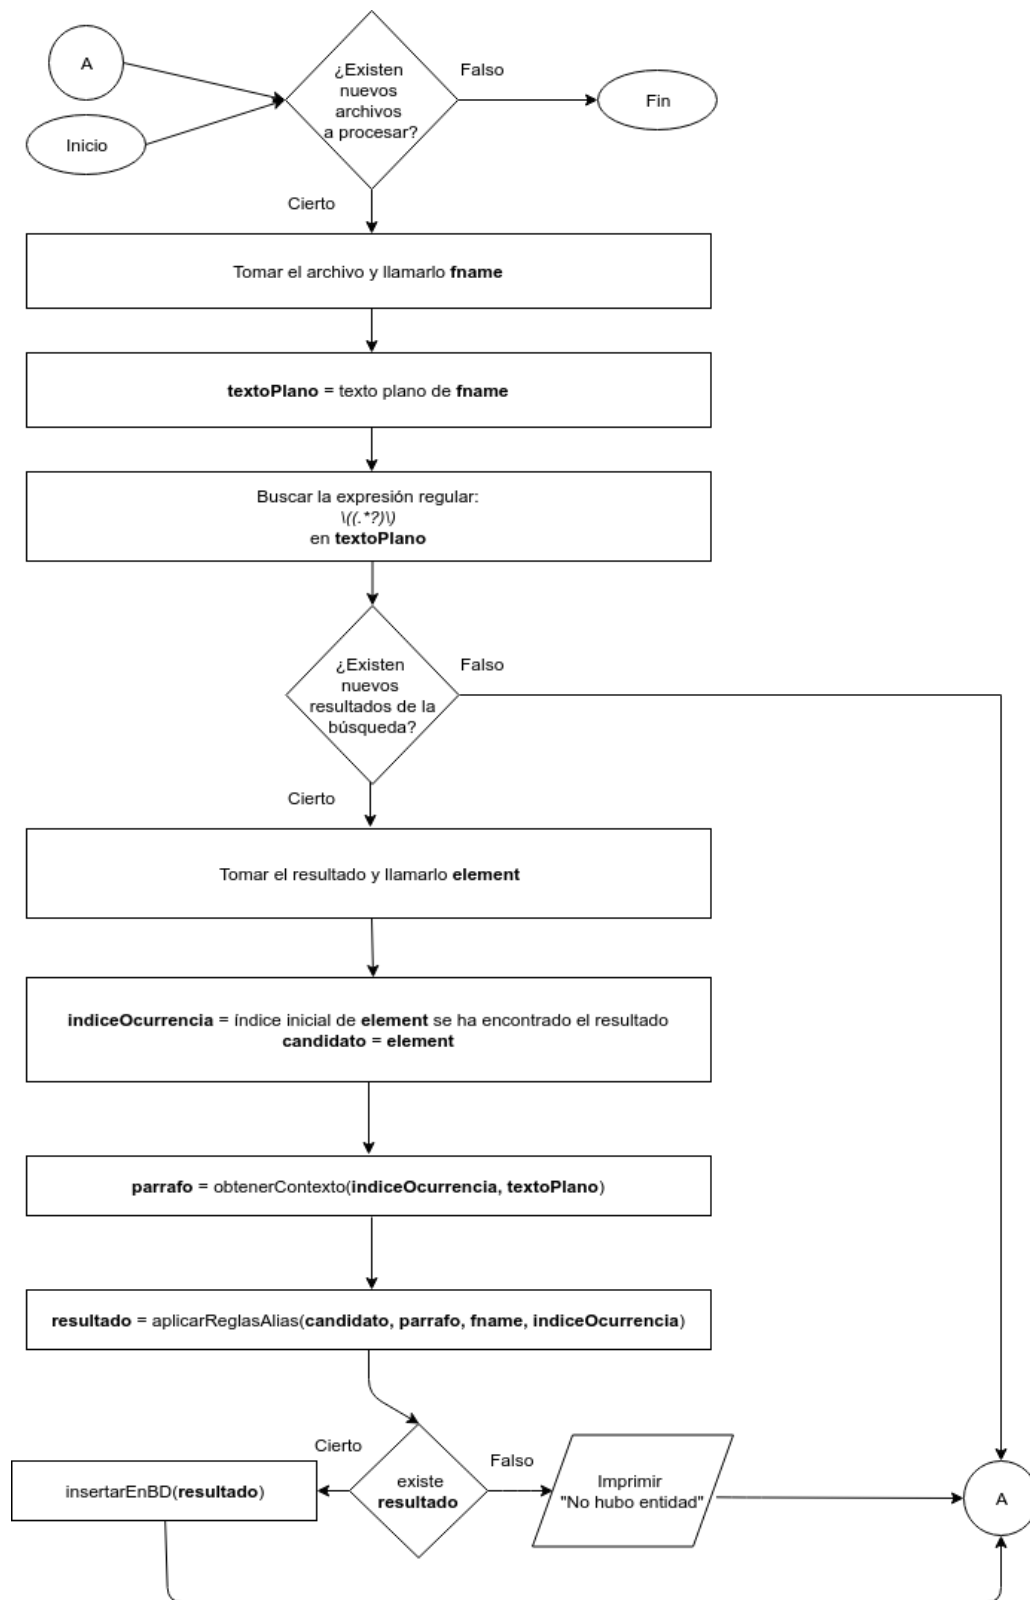 A
Inicio
¿Existen
nuevos
archivos
a procesar?
Falso
Fin
Cierto
Tomar el archivo y llamarlo fname
textoPlano = texto plano de fname
Buscar la expresión regular:
\((.*?)\)
en textoPlano
¿Existen
nuevos
resultados de la
búsqueda?
Falso
Cierto
Tomar el resultado y llamarlo element
indiceOcurrencia = índice inicial de element se ha encontrado el resultado
candidato = element
parrafo = obtenerContexto(indiceOcurrencia, textoPlano)
resultado = aplicarReglasAlias(candidato, parrafo, fname, indiceOcurrencia)
Cierto
existe
resultado
Falso
insertarEnBD(resultado)
Imprimir
"No hubo entidad"
A